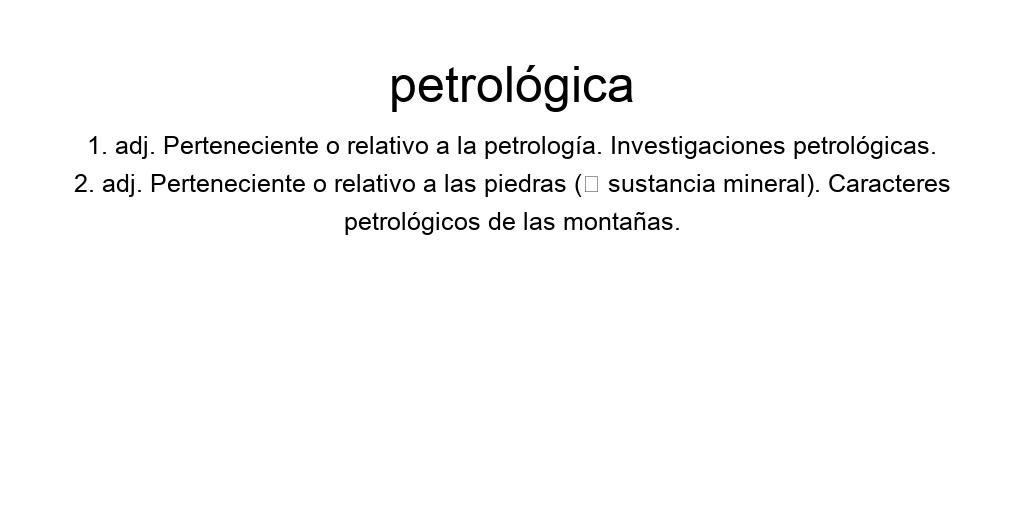 petrológica
1. adj. Perteneciente o relativo a la petrología. Investigaciones petrológicas.
2. adj. Perteneciente o relativo a las piedras (▯ sustancia mineral). Caracteres
petrológicos de las montañas.